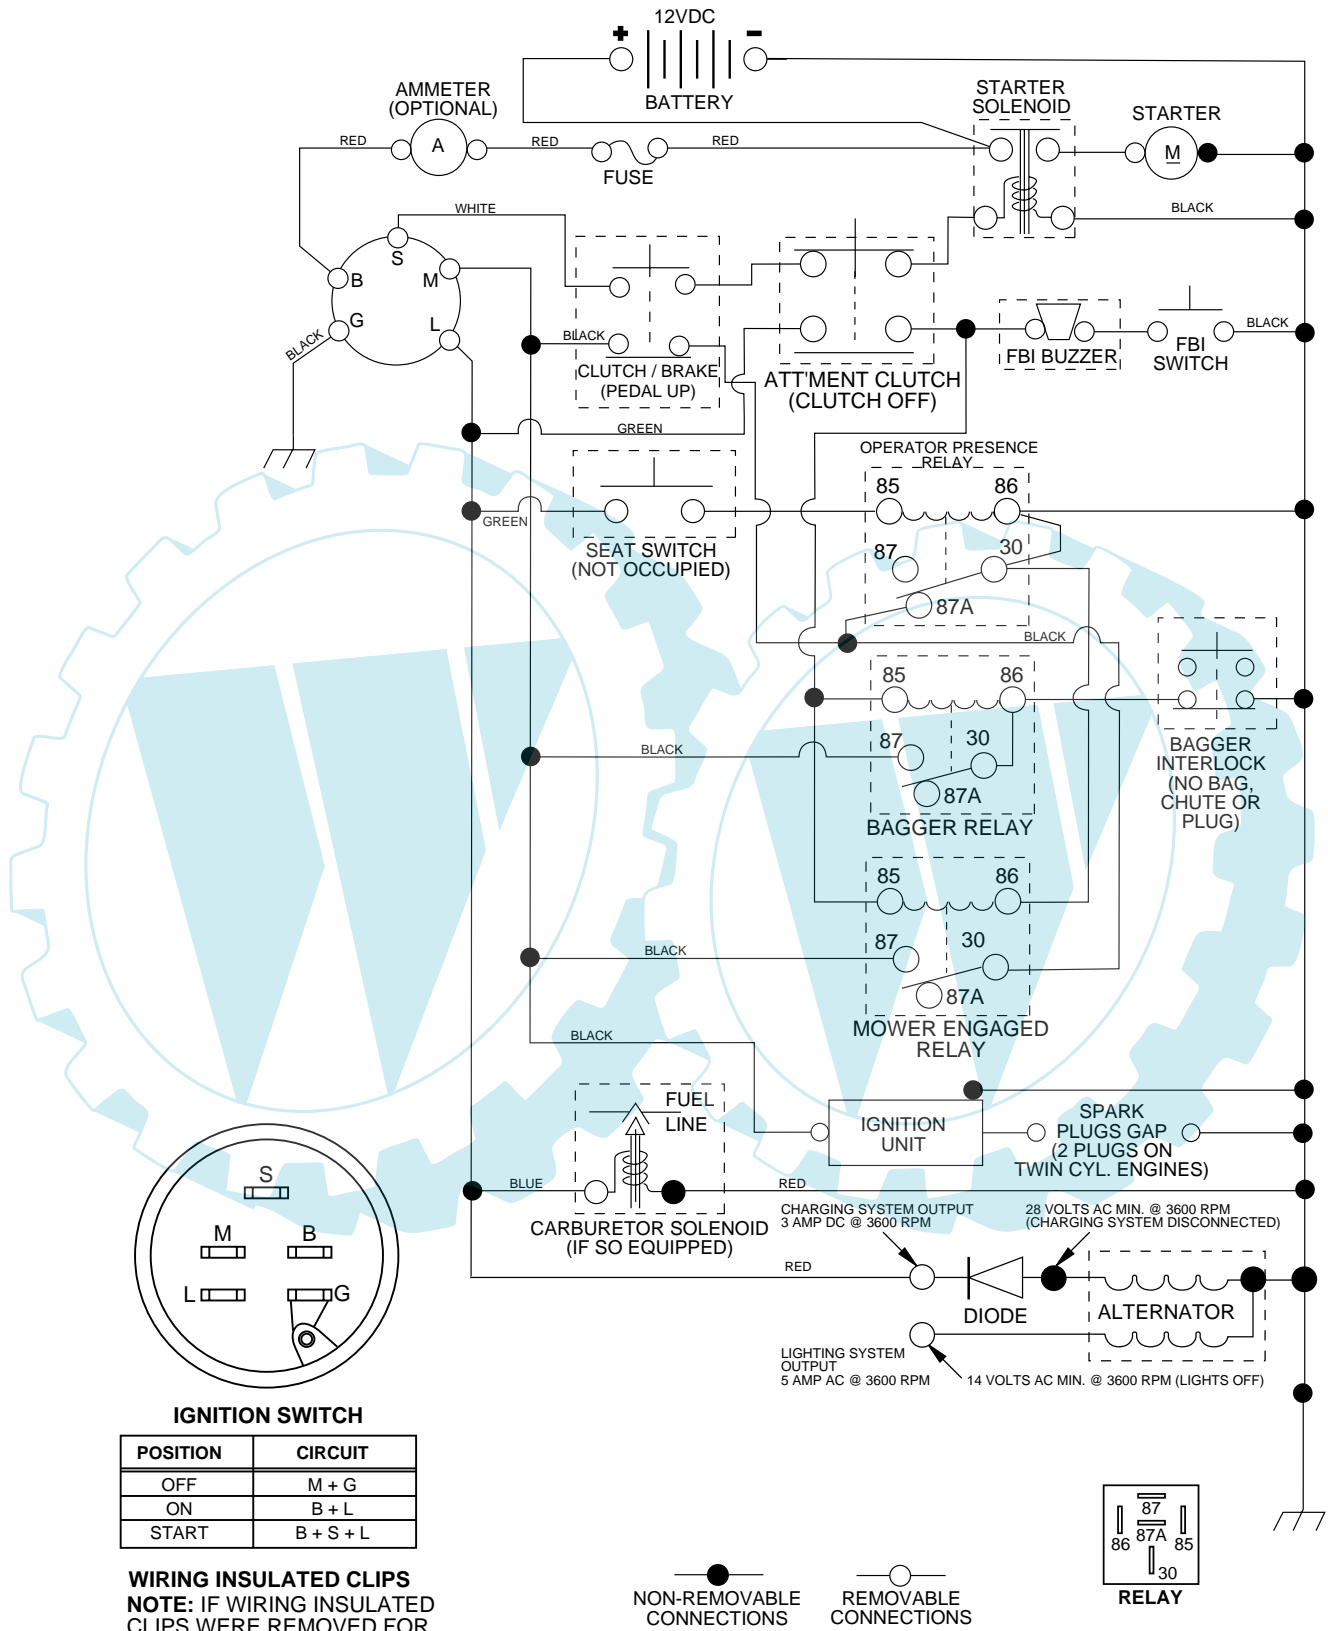 12VDC
+
-
BATTERY
AMMETER
(OPTIONAL)
A
RED
RED
FUSE
RED
STARTER
SOLENOID
STARTER
M
BLACK
WHITE
S
B
M
G
L
BLACK
BLACK
CLUTCH / BRAKE
(PEDAL UP)
ATT'MENT CLUTCH
(CLUTCH OFF)
FBI BUZZER
FBI
SWITCH
BLACK
GREEN
GREEN
SEAT SWITCH
(NOT OCCUPIED)
OPERATOR PRESENCE
RELAY
85
86
87
30
87A
BLACK
85
86
87
30
87A
BAGGER RELAY
BLACK
BAGGER
INTERLOCK
(NO BAG,
CHUTE OR
PLUG)
85
86
87
30
87A
MOWER ENGAGED
RELAY
BLACK
BLACK
FUEL
LINE
IGNITION
UNIT
SPARK
PLUGS GAP
(2 PLUGS ON
TWIN CYL. ENGINES)
BLUE
RED
CARBURETOR SOLENOID
(IF SO EQUIPPED)
CHARGING SYSTEM OUTPUT
3 AMP DC @ 3600 RPM
28 VOLTS AC MIN. @ 3600 RPM
(CHARGING SYSTEM DISCONNECTED)
RED
DIODE
ALTERNATOR
LIGHTING SYSTEM
OUTPUT
5 AMP AC @ 3600 RPM
14 VOLTS AC MIN. @ 3600 RPM (LIGHTS OFF)
S
M
B
L
G
IGNITION SWITCH
POSITION CIRCUIT
OFF M + G
ON B + L
START B + S + L
WIRING INSULATED CLIPS
NOTE: IF WIRING INSULATED
CLIPS WERE REMOVED FOR
NON-REMOVABLE
CONNECTIONS
REMOVABLE
CONNECTIONS
87
87A
86
85
30
RELAY